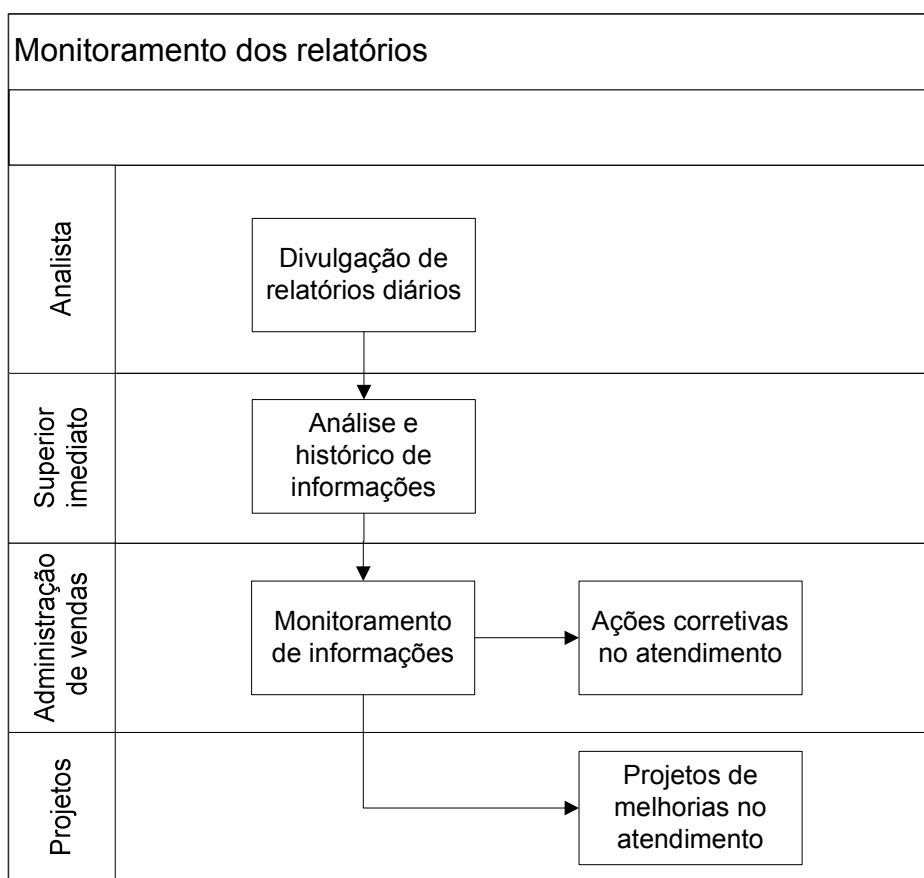 Monitoramento dos relatórios
Analista
Divulgação de
relatórios diários
Superior
imediato
Análise e
histórico de
informações
Administração
de vendas
Monitoramento
de informações
Ações corretivas
no atendimento
Projetos
Projetos de
melhorias no
atendimento